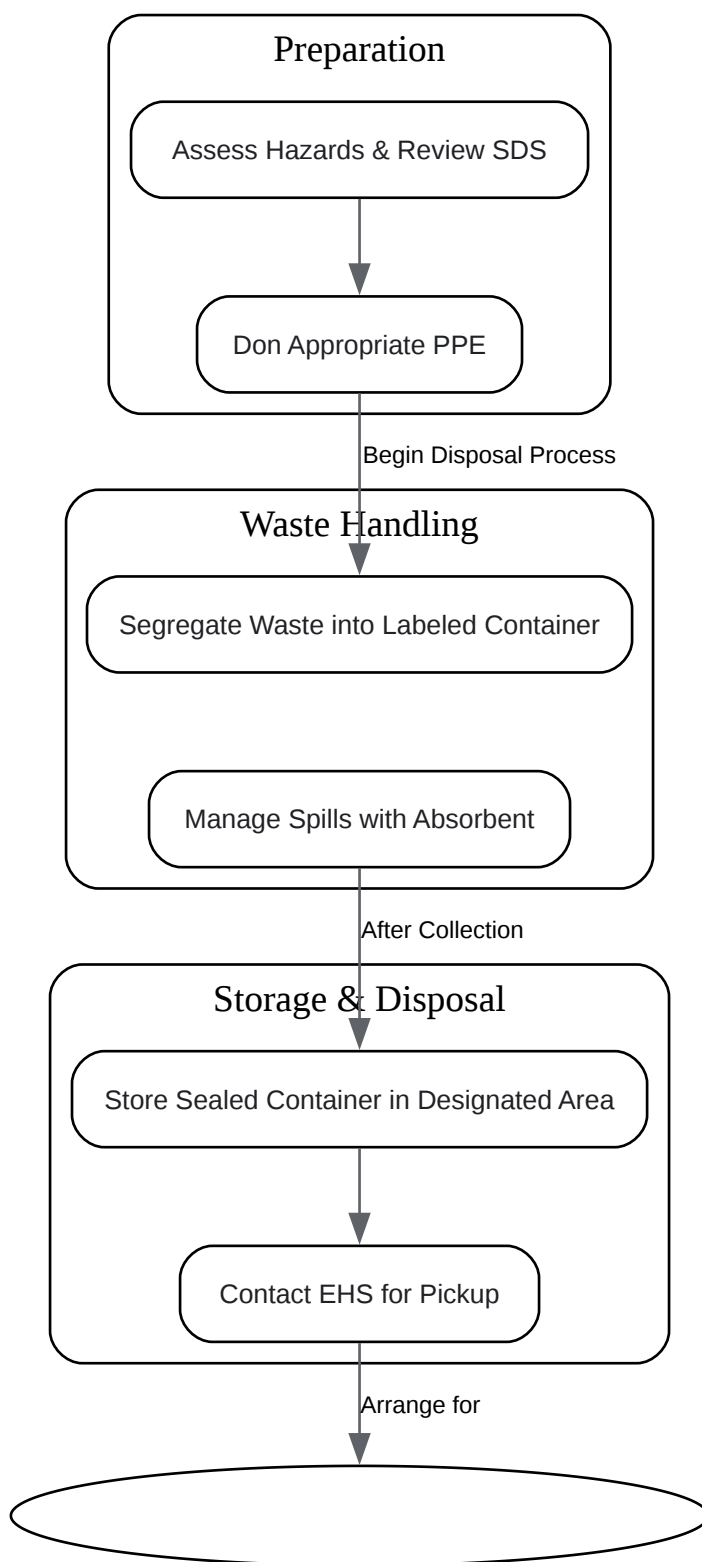 Preparation
Assess Hazards & Review SDS
Don Appropriate PPE
Begin Disposal Process
Waste Handling
Segregate Waste into Labeled Container
Manage Spills with Absorbent
After Collection
Storage & Disposal
Store Sealed Container in Designated Area
Contact EHS for Pickup
Arrange for